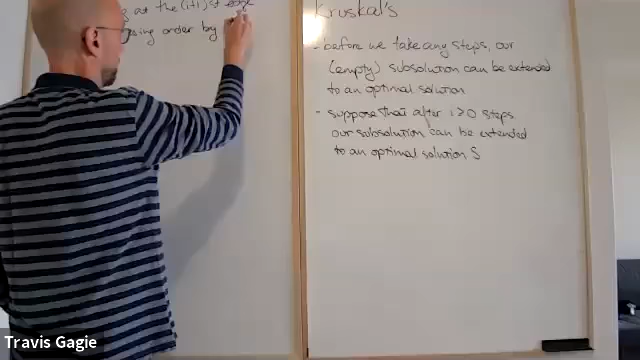 at the (i+1)st edge
sing order by
Kruskal's
- before we take any steps, our
(empty) subsolution can be extended
to an optimal solution
- suppose that after i≥0 steps
our subsolution can be extended
to an optimal solution S
Travis Gagie